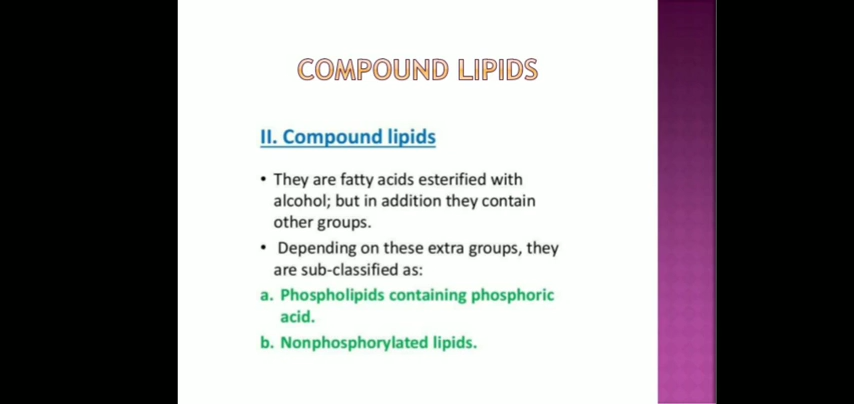 COMPOUND LIPIDS
II. Compound lipids
• They are fatty acids esterified with
alcohol; but in addition they contain
other groups.
• Depending on these extra groups, they
are sub-classified as:
a. Phospholipids containing phosphoric
acid.
b. Nonphosphorylated lipids.